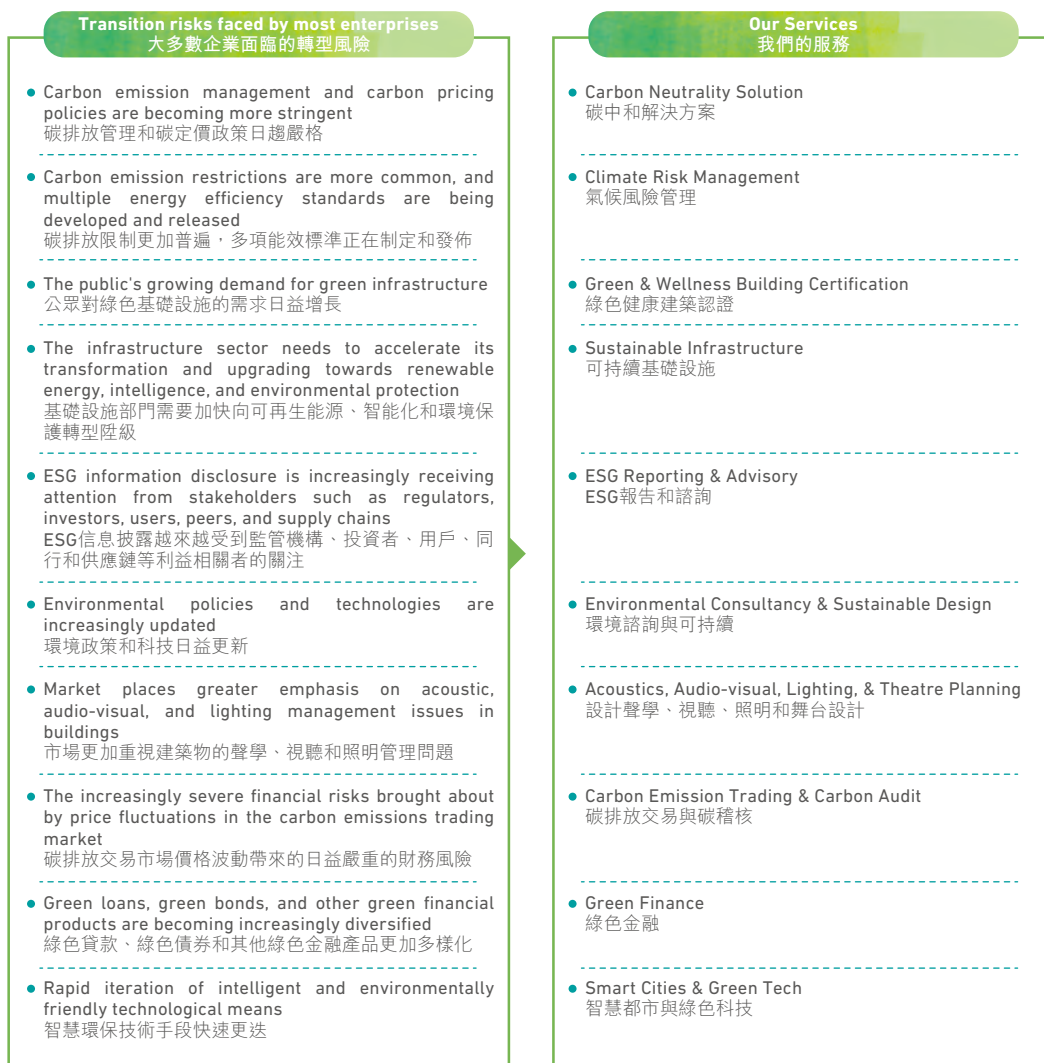 Transition risks faced by most enterprises
大多數企業面臨的轉型風險
Carbon emission management and carbon pricing
policies are becoming more stringent
碳排放管理和碳定價政策日趨嚴格
Carbon emission restrictions are more common, and
multiple energy efficiency standards are being
developed and released
碳排放限制更加普遍，多項能效標準正在制定和發佈
The public's growing demand for green infrastructure
公眾對綠色基礎設施的需求日益增長
The infrastructure sector needs to accelerate its
transformation and upgrading towards renewable
energy, intelligence, and environmental protection
基礎設施部門需要加快向可再生能源、智能化和環境保
護轉型陞級
ESG information disclosure is increasingly receiving
attention from stakeholders such as regulators,
investors, users, peers, and supply chains
ESG信息披露越來越受到監管機構、投資者、用戶、同
行和供應鏈等利益相關者的關注
Environmental policies and technologies are
increasingly updated
環境政策和科技日益更新
Market places greater emphasis on acoustic,
audio-visual, and lighting management issues in
buildings
市場更加重視建築物的聲學、視聽和照明管理問題
The increasingly severe financial risks brought about
by price fluctuations in the carbon emissions trading
market
碳排放交易市場價格波動帶來的日益嚴重的財務風險
Green loans, green bonds, and other green financial
products are becoming increasingly diversified
綠色貸款、綠色債券和其他綠色金融產品更加多樣化
Rapid iteration of intelligent and environmentally
friendly technological means
智慧環保技術手段快速更迭
Our Services
我們的服務
Carbon Neutrality Solution
碳中和解決方案
Climate Risk Management
氣候風險管理
Green & Wellness Building Certification
綠色健康建築認證
Sustainable Infrastructure
可持續基礎設施
ESG Reporting & Advisory
ESG報告和諮詢
Environmental Consultancy & Sustainable Design
環境諮詢與可持續
Acoustics, Audio-visual, Lighting, & Theatre Planning
設計聲學、視聽、照明和舞台設計
Carbon Emission Trading & Carbon Audit
碳排放交易與碳稽核
Green Finance
綠色金融
Smart Cities & Green Tech
智慧都市與綠色科技